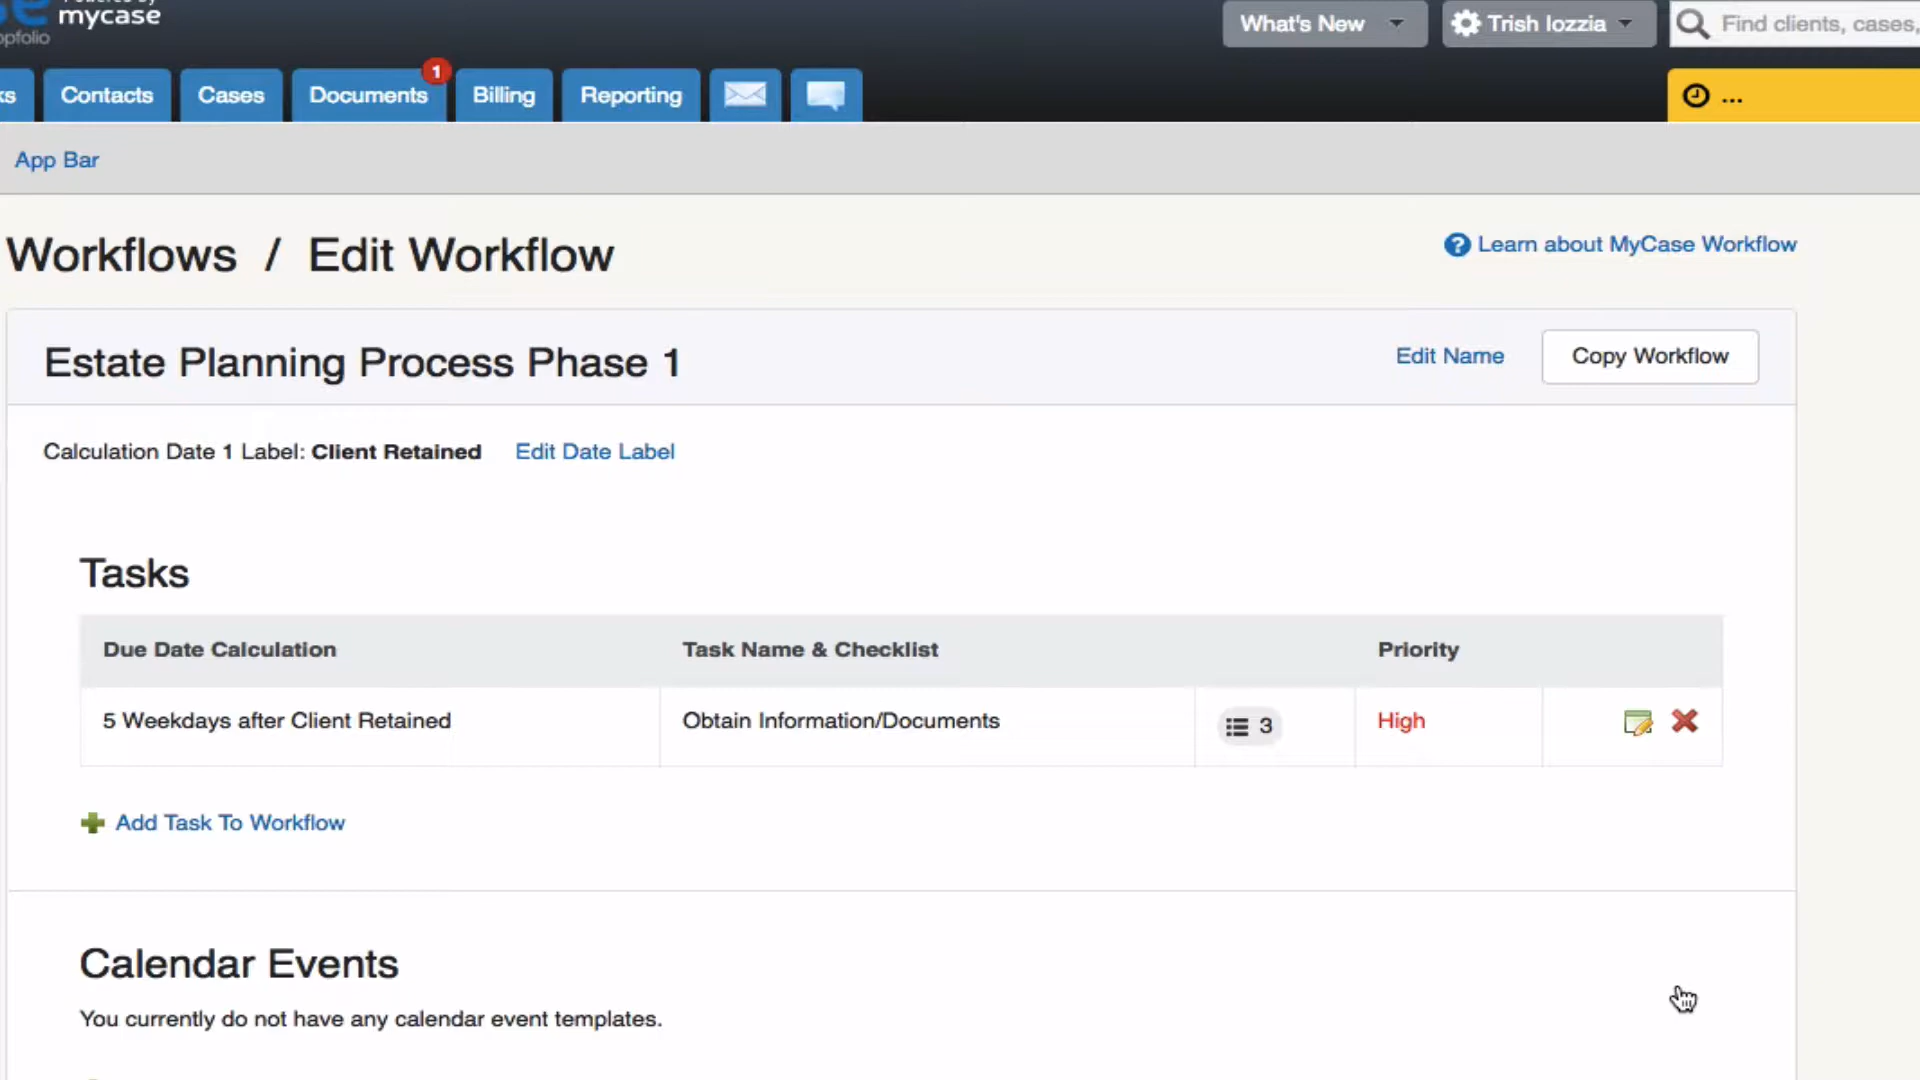 mycase
What's New
Trish Iozzia
Find clients, cases,
Contacts
Cases
Documents
1
Billing
Reporting
...
App Bar
Workflows / Edit Workflow
Learn about MyCase Workflow
Estate Planning Process Phase 1
Edit Name
Copy Workflow
Calculation Date 1 Label: Client Retained
Edit Date Label
Tasks
Due Date Calculation
Task Name & Checklist
Priority
5 Weekdays after Client Retained
Obtain Information/Documents
3
High
Add Task To Workflow
Calendar Events
You currently do not have any calendar event templates.